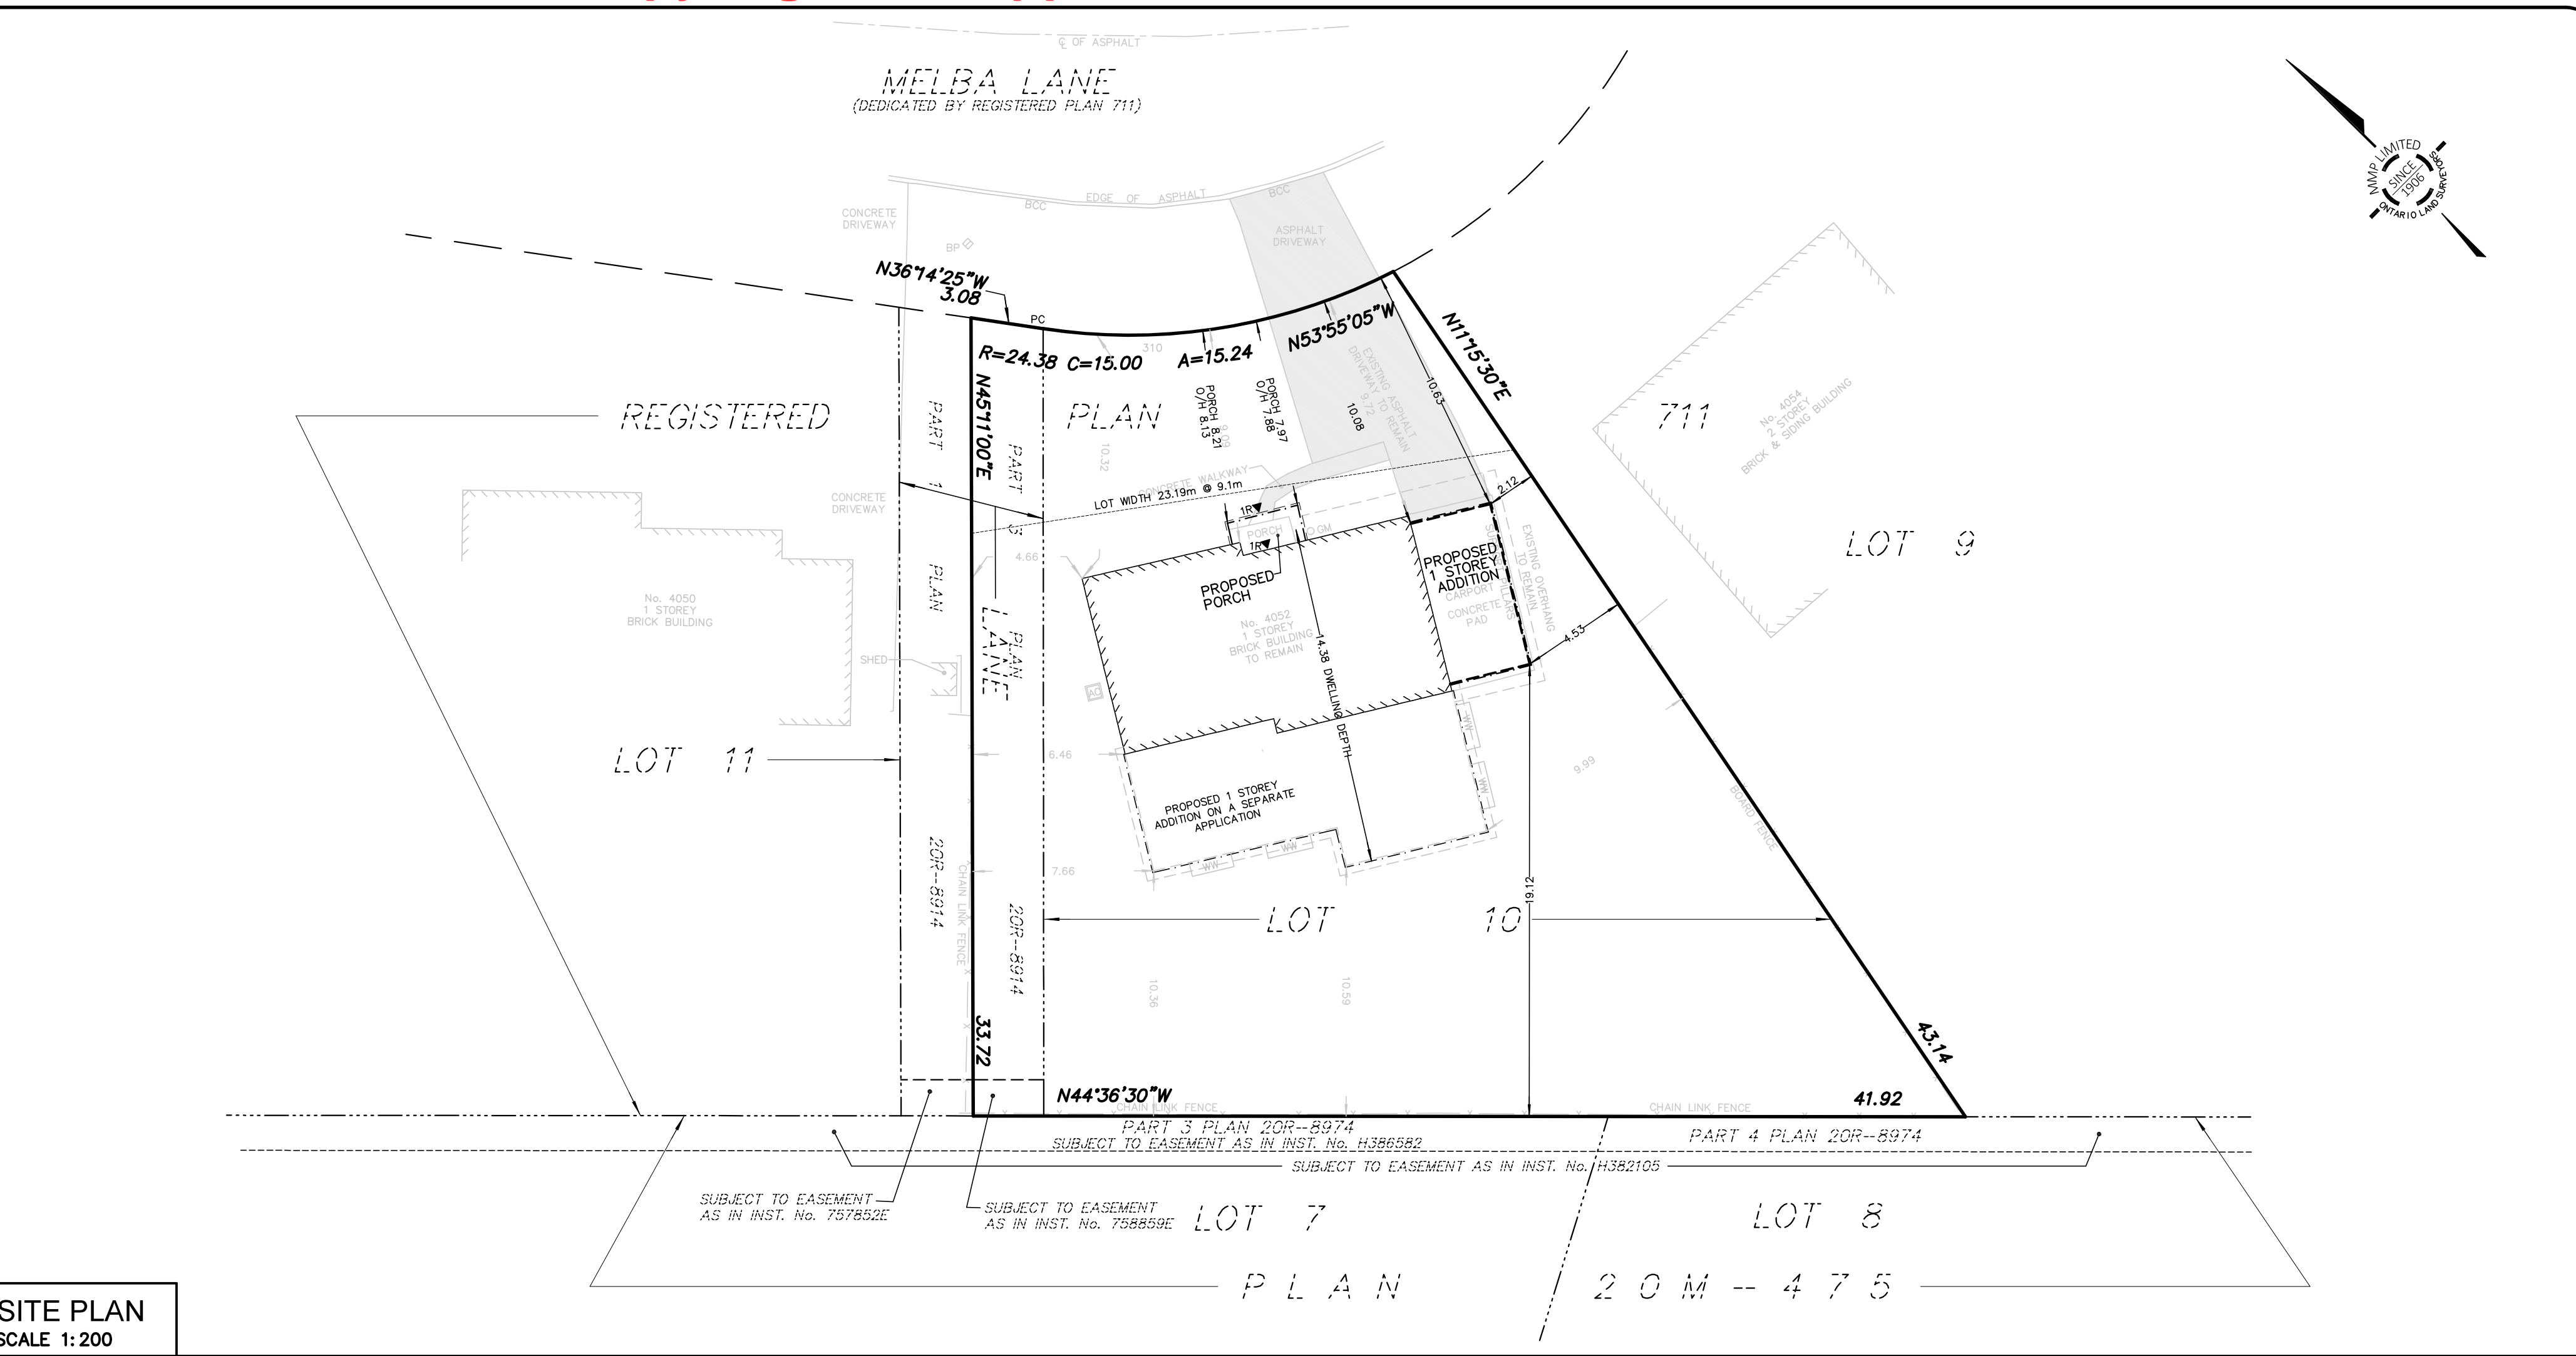 ℄ OF ASPHALT
MELBA LANE
(DEDICATED BY REGISTERED PLAN 711)
MMP LIMITED
SINCE
1906
ONTARIO LAND SURVEYORS
EDGE OF ASPHALT
BCC
BCC
CONCRETE
DRIVEWAY
BP
ASPHALT
DRIVEWAY
N36°14'25"W
3.08
PC
310
R=24.38 C=15.00 A=15.24
N53°55'05"W
N11°15'30"E
N45°11'00"E
EXISTING ASPHALT
DRIVEWAY TO REMAIN
9.72
10.08
10.63
PORCH 8.21
O/H 8.13
9.09
PORCH 7.97
O/H 7.88
10.32
REGISTERED PLAN 711
PART 1 PLAN 20R--8914
PART 3 PLAN 20R--8914
CONCRETE WALKWAY
LOT WIDTH 23.19m @ 9.1m
CONCRETE
DRIVEWAY
No. 4054
2 STOREY
BRICK & SIDING BUILDING
2.12
LOT 9
1R
PORCH
GM
1R
4.66
PROPOSED
PORCH
PROPOSED
1 STOREY
ADDITION
CARPORT
CONCRETE
PAD
EXISTING OVERHANG
TO REMAIN
No. 4050
1 STOREY
BRICK BUILDING
No. 4052
1 STOREY
BRICK BUILDING
TO REMAIN
14.38 DWELLING DEPTH
4.53
SHED
LANE
AC
WW
WW
6.46
9.99
LOT 11
BOARD FENCE
PROPOSED 1 STOREY
ADDITION ON A SEPARATE
APPLICATION
WW
WW
7.66
CHAIN LINK FENCE
19.12
LOT 10
10.36
10.59
33.72
43.14
N44°36'30"W
41.92
CHAIN LINK FENCE
CHAIN LINK FENCE
PART 3 PLAN 20R--8974
SUBJECT TO EASEMENT AS IN INST. No. H386582
PART 4 PLAN 20R--8974
SUBJECT TO EASEMENT AS IN INST. No. H382105
SUBJECT TO EASEMENT
AS IN INST. No. 757852E
SUBJECT TO EASEMENT
AS IN INST. No. 758859E
LOT 7
LOT 8
PLAN 20M--475
SITE PLAN
SCALE 1:200